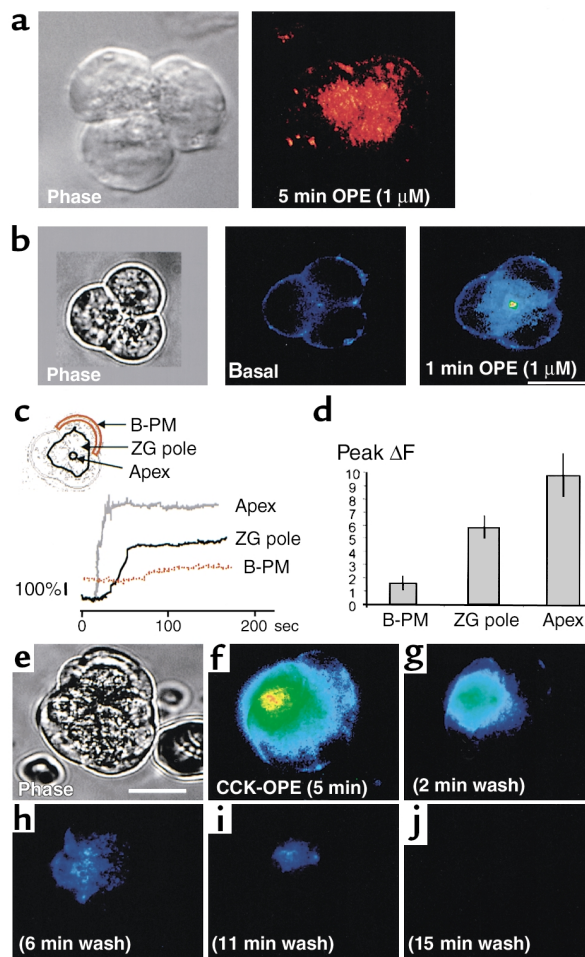 a
Phase
5 min OPE (1 μM)
b
Phase
Basal
1 min OPE (1 μM)
c
B-PM
ZG pole
Apex
Apex
ZG pole
B-PM
100%
0 100 200 sec
d
Peak ΔF
10
9
8
7
6
5
4
3
2
1
0
B-PM ZG pole Apex
e
Phase
f
CCK-OPE (5 min)
g
(2 min wash)
h
(6 min wash)
i
(11 min wash)
j
(15 min wash)